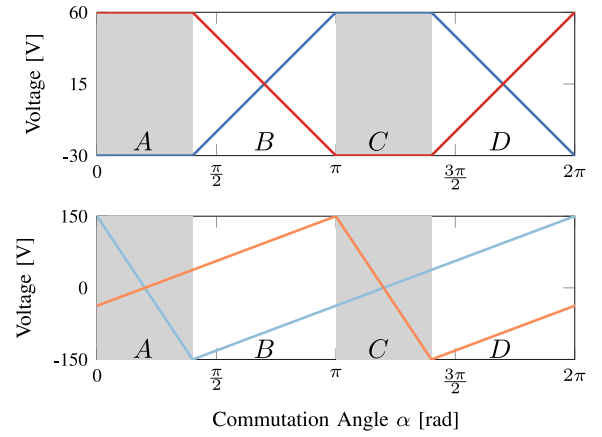 Voltage [V]
60
15
-30
A B C D
0 π/2 π 3π/2 2π
Voltage [V]
150
0
-150
A B C D
0 π/2 π 3π/2 2π
Commutation Angle α [rad]